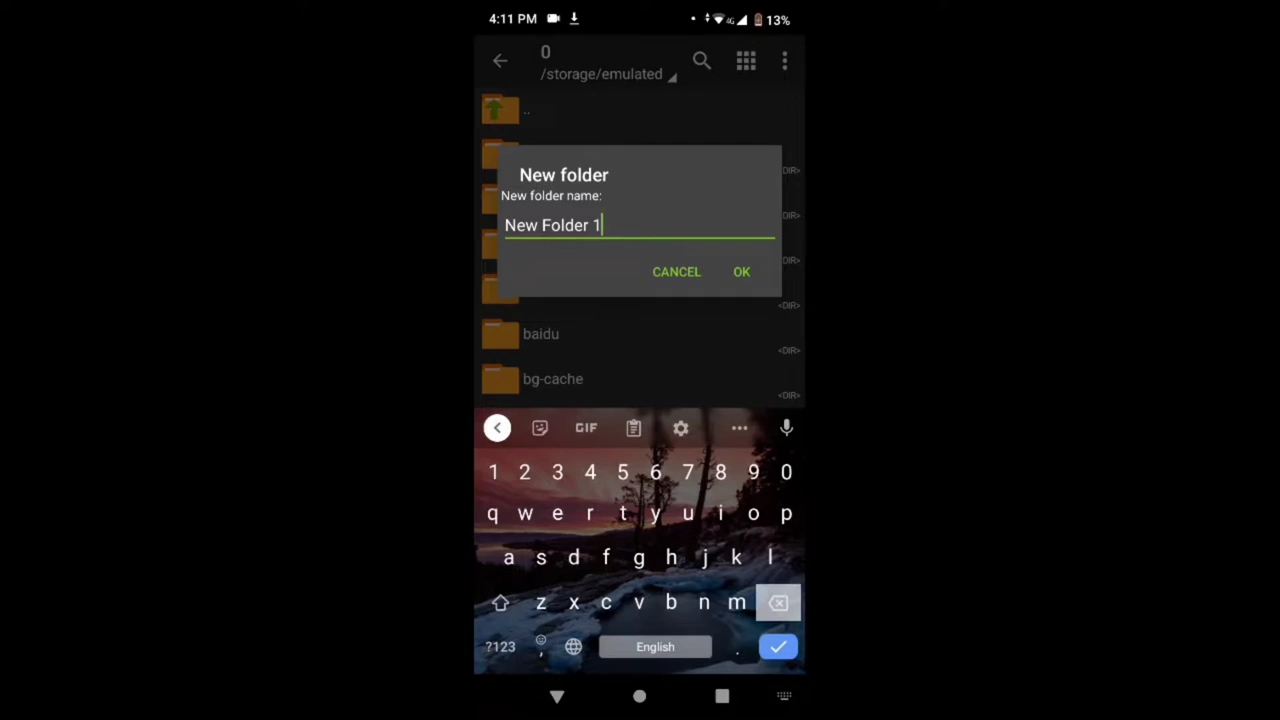 4:11 PM 4G 13%
0
/storage/emulated
..
<DIR>
New folder
New folder name:
<DIR>
New Folder 1
<DIR>
CANCEL OK
<DIR>
baidu
<DIR>
bg-cache
<DIR>
GIF
1 2 3 4 5 6 7 8 9 0
q w e r t y u i o p
a s d f g h j k l
z x c v b n m
?123 , English .